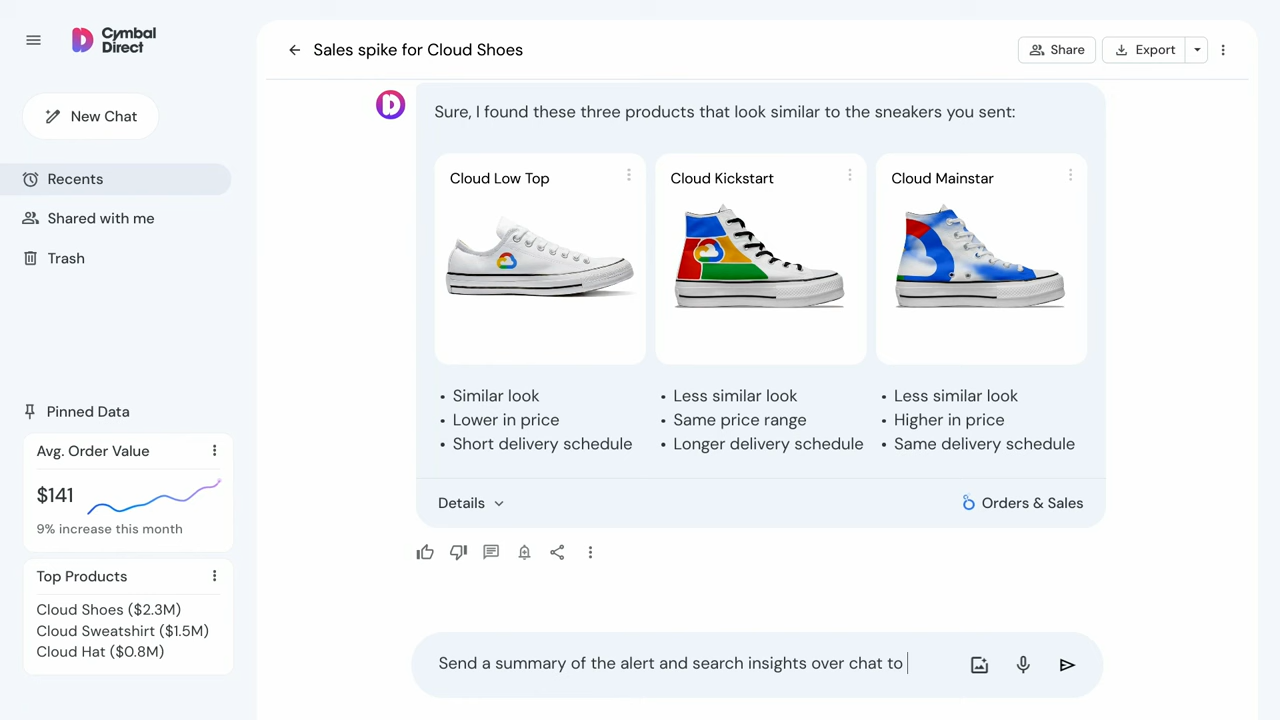 Cymbal
Direct
New Chat
Recents
Shared with me
Trash
Pinned Data
Avg. Order Value
$141
9% increase this month
Top Products
Cloud Shoes ($2.3M)
Cloud Sweatshirt ($1.5M)
Cloud Hat ($0.8M)
Sales spike for Cloud Shoes
Share
Export
Sure, I found these three products that look similar to the sneakers you sent:
Cloud Low Top
Cloud Kickstart
Cloud Mainstar
• Similar look
• Lower in price
• Short delivery schedule
• Less similar look
• Same price range
• Longer delivery schedule
• Less similar look
• Higher in price
• Same delivery schedule
Details
Orders & Sales
Send a summary of the alert and search insights over chat to